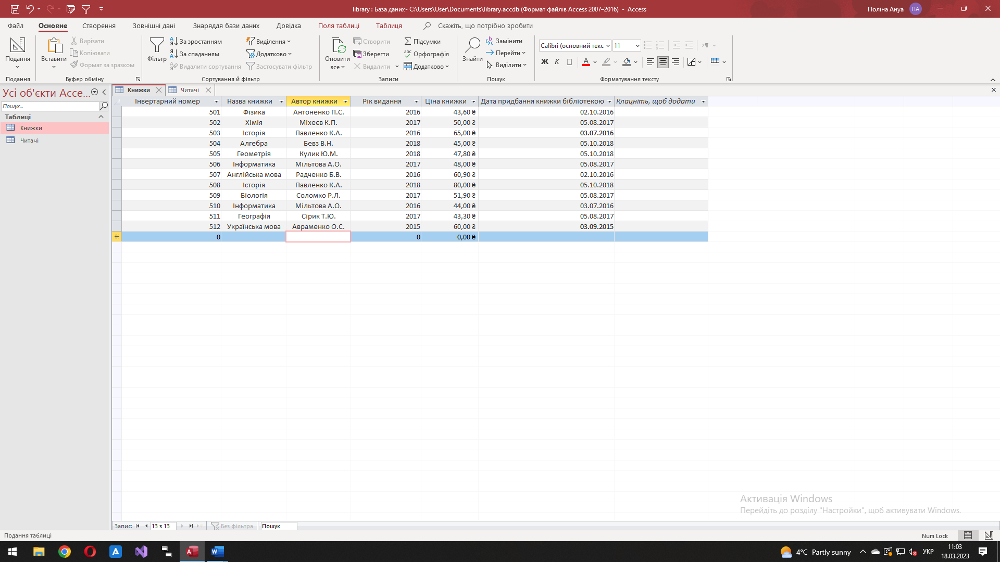 library : База даних- C:\Users\User\Documents\library.accdb (Формат файлів Access 2007–2016) - Access
Поліна Ануа ПА
Файл Основне Створення Зовнішні дані Знаряддя бази даних Довідка Поля таблиці Таблиця Скажіть, що потрібно зробити
Подання
Подання
Вставити
Вирізати
Копіювати
Формат за зразком
Буфер обміну
Фільтр
За зростанням
За спаданням
Видалити сортування
Виділення
Додатково
Застосувати фільтр
Сортування й фільтр
Оновити
все
Створити
Зберегти
Видалити
Підсумки
Орфографія
Додатково
Записи
Знайти
Замінити
Перейти
Виділити
Пошук
Calibri (основний текс 11
Ж К П
Форматування тексту
Усі об'єкти Acce...
Пошук...
Таблиці
Книжки
Читачі
Книжки Читачі
Інвертарний номер Назва книжки Автор книжки Рік видання Ціна книжки Дата придбання книжки бібліотекою Клацніть, щоб додати
501 Фізика Антоненко П.С. 2016 43,60 ₴ 02.10.2016
502 Хімія Міхеєв К.П. 2017 50,00 ₴ 05.08.2017
503 Історія Павленко К.А. 2016 65,00 ₴ 03.07.2016
504 Алгебра Бевз В.Н. 2018 45,00 ₴ 05.10.2018
505 Геометрія Кулик Ю.М. 2018 47,80 ₴ 05.10.2018
506 Інформатика Мільтова А.О. 2017 48,00 ₴ 05.08.2017
507 Англійська мова Радченко Б.В. 2016 60,90 ₴ 02.10.2016
508 Історія Павленко К.А. 2018 80,00 ₴ 05.10.2018
509 Біологія Соломко Р.Л. 2017 51,90 ₴ 05.08.2017
510 Інформатика Мільтова А.О. 2016 44,00 ₴ 03.07.2016
511 Географія Сірик Т.Ю. 2017 43,30 ₴ 05.08.2017
512 Українська мова Авраменко О.С. 2015 60,00 ₴ 03.09.2015
0 0 0,00 ₴
Активація Windows
Перейдіть до розділу "Настройки", щоб активувати Windows.
Запис: 13 з 13 Без фільтра Пошук
Подання таблиці
Num Lock
4°C Partly sunny
УКР
11:03
18.03.2023